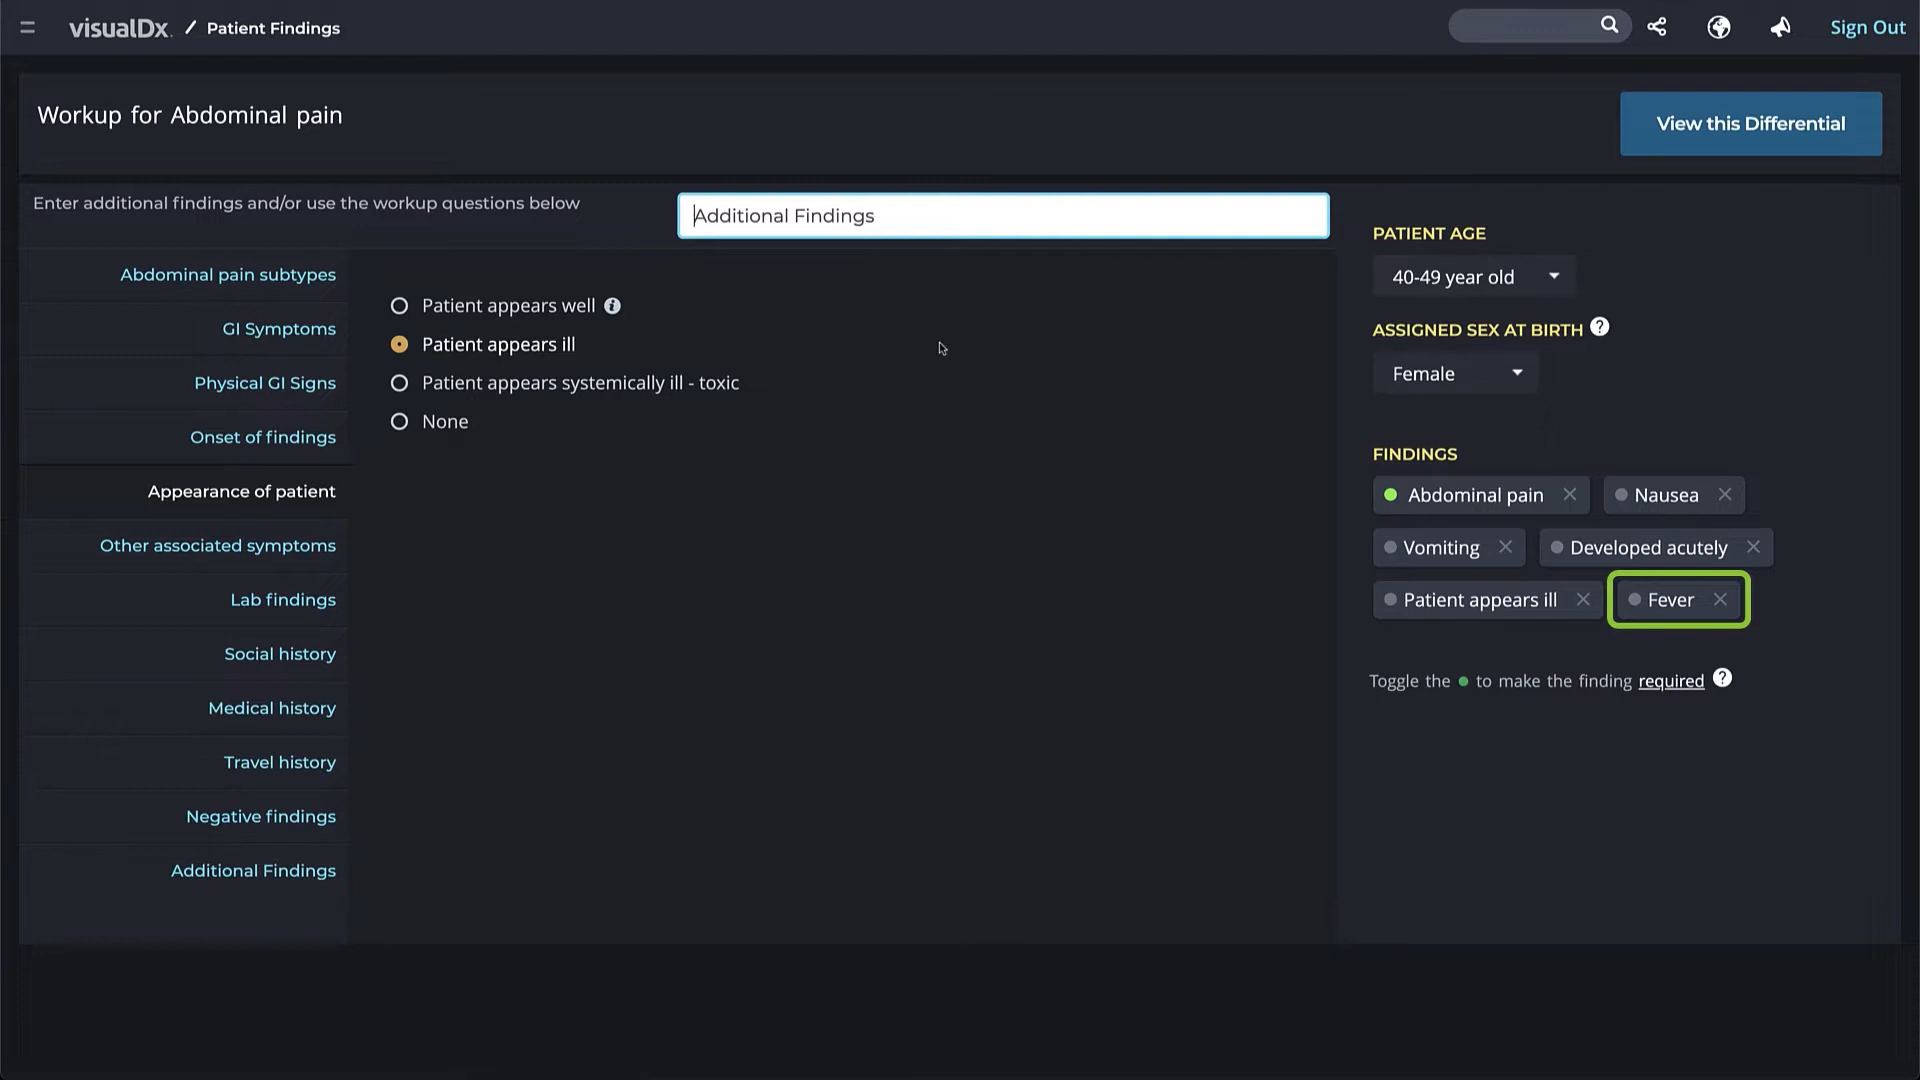 visualDx. / Patient Findings
Sign Out
Workup for Abdominal pain
View this Differential
Enter additional findings and/or use the workup questions below
Additional Findings
Abdominal pain subtypes
GI Symptoms
Physical GI Signs
Onset of findings
Appearance of patient
Other associated symptoms
Lab findings
Social history
Medical history
Travel history
Negative findings
Additional Findings
Patient appears well
Patient appears ill
Patient appears systemically ill - toxic
None
PATIENT AGE
40-49 year old
ASSIGNED SEX AT BIRTH ?
Female
FINDINGS
Abdominal pain × Nausea ×
Vomiting × Developed acutely ×
Patient appears ill × Fever ×
Toggle the ● to make the finding required ?